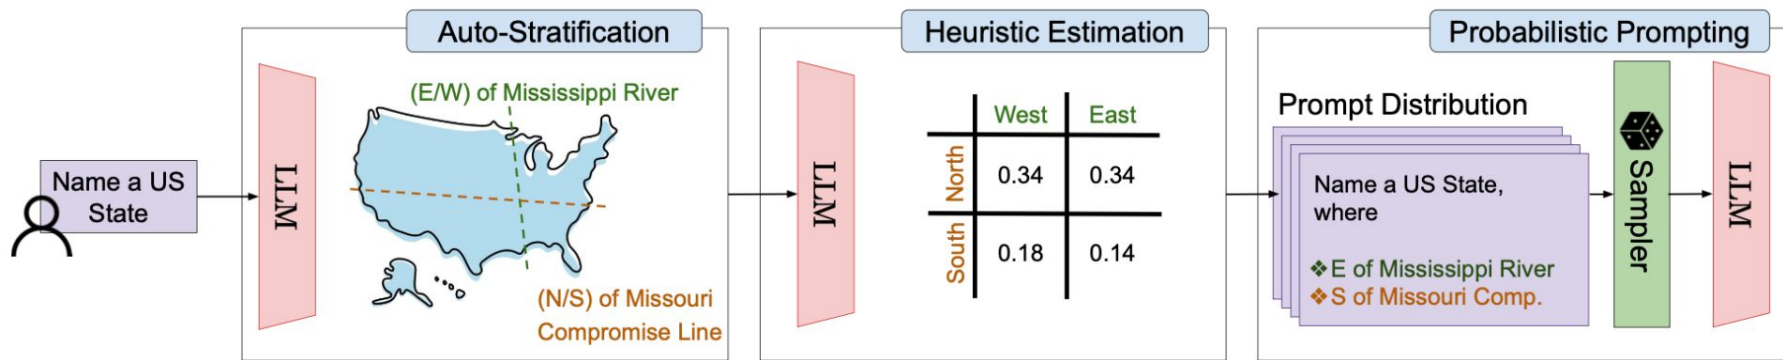 Auto-Stratification
Heuristic Estimation
Probabilistic Prompting
Name a US
State
LLM
(E/W) of Mississippi River
(N/S) of Missouri
Compromise Line
LLM
West East
North 0.34 0.34
South 0.18 0.14
Prompt Distribution
Name a US State,
where
❖E of Mississippi River
❖S of Missouri Comp.
Sampler
LLM